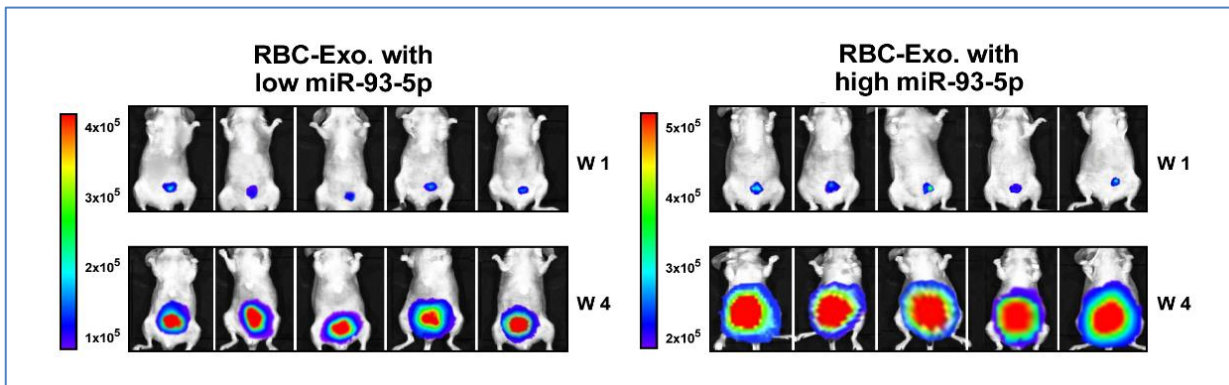 RBC-Exo. with
low miR-93-5p
4x10⁵
3x10⁵
2x10⁵
1x10⁵
W 1
W 4
RBC-Exo. with
high miR-93-5p
5x10⁵
4x10⁵
3x10⁵
2x10⁵
W 1
W 4